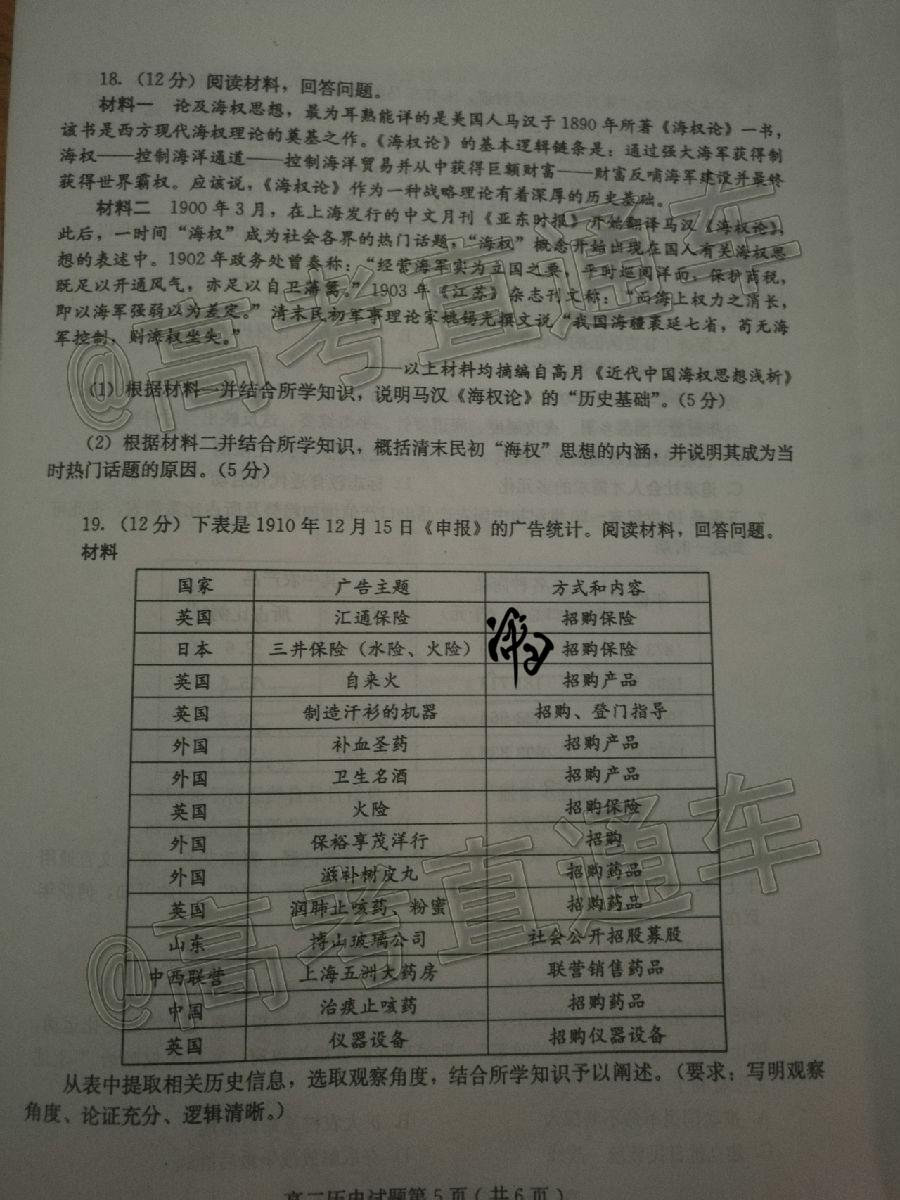 18.（12分）阅读材料，回答问题。
材料一 论及海权思想，最为耳熟能详的是美国人马汉于1890年所著《海权论》一书，
该书是西方现代海权理论的奠基之作。《海权论》的基本逻辑链条是：通过强大海军获得制
海权——控制海洋通道——控制海洋贸易并从中获得巨额财富——财富反哺海军建设并最终
获得世界霸权。应该说，《海权论》作为一种战略理论有着深厚的历史基础。
材料二 1900年3月，在上海发行的中文月刊《亚东时报》开始翻译马汉《海权论》，
此后，一时间“海权”成为社会各界的热门话题，“海权”概念开始出现在国人有关海权思
想的表述中。1902年政务处曾奏称：“经营海军实为立国之要，平时巡阅洋面，保护商税，
既足以开通风气，亦足以自卫藩篱。”1903年《江苏》杂志刊文称：“西海上权力之消长，
即以海军强弱以为差定。”清末民初军事理论家姚锡光撰文说“我国海疆袤延七省，苟无海
军控制，则海权坐失。”
——以上材料均摘编自高月《近代中国海权思想浅析》
（1）根据材料一并结合所学知识，说明马汉《海权论》的“历史基础”。（5分）
（2）根据材料二并结合所学知识，概括清末民初“海权”思想的内涵，并说明其成为当
时热门话题的原因。（5分）
19.（12分）下表是1910年12月15日《申报》的广告统计。阅读材料，回答问题。
材料
国家 广告主题 方式和内容
英国 汇通保险 招购保险
日本 三井保险（水险、火险） 招购保险
英国 自来火 招购产品
英国 制造汗衫的机器 招购、登门指导
外国 补血圣药 招购产品
外国 卫生名酒 招购产品
英国 火险 招购保险
外国 保裕享茂洋行 招购
外国 滋补树皮丸 招购药品
英国 润肺止咳药、粉蜜 招购药品
山东 博山玻璃公司 社会公开招股募股
中西联营 上海五洲大药房 联营销售药品
中国 治痰止咳药 招购药品
英国 仪器设备 招购仪器设备
从表中提取相关历史信息，选取观察角度，结合所学知识予以阐述。（要求：写明观察
角度、论证充分、逻辑清晰。）
高二历史试题第5页（共6页）
@高考直通车
@高考直通车